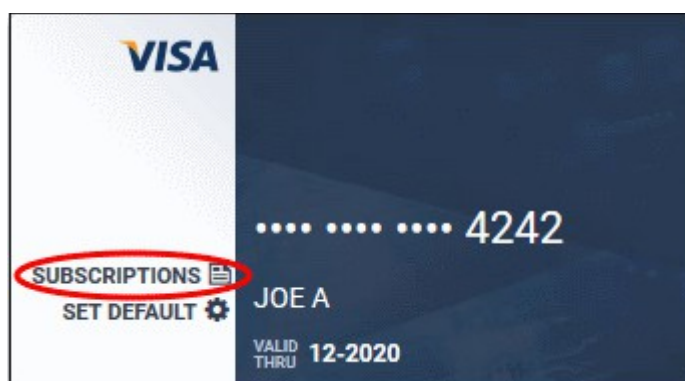 VISA
•••• •••• •••• 4242
SUBSCRIPTIONS
SET DEFAULT
JOE A
VALID THRU 12-2020